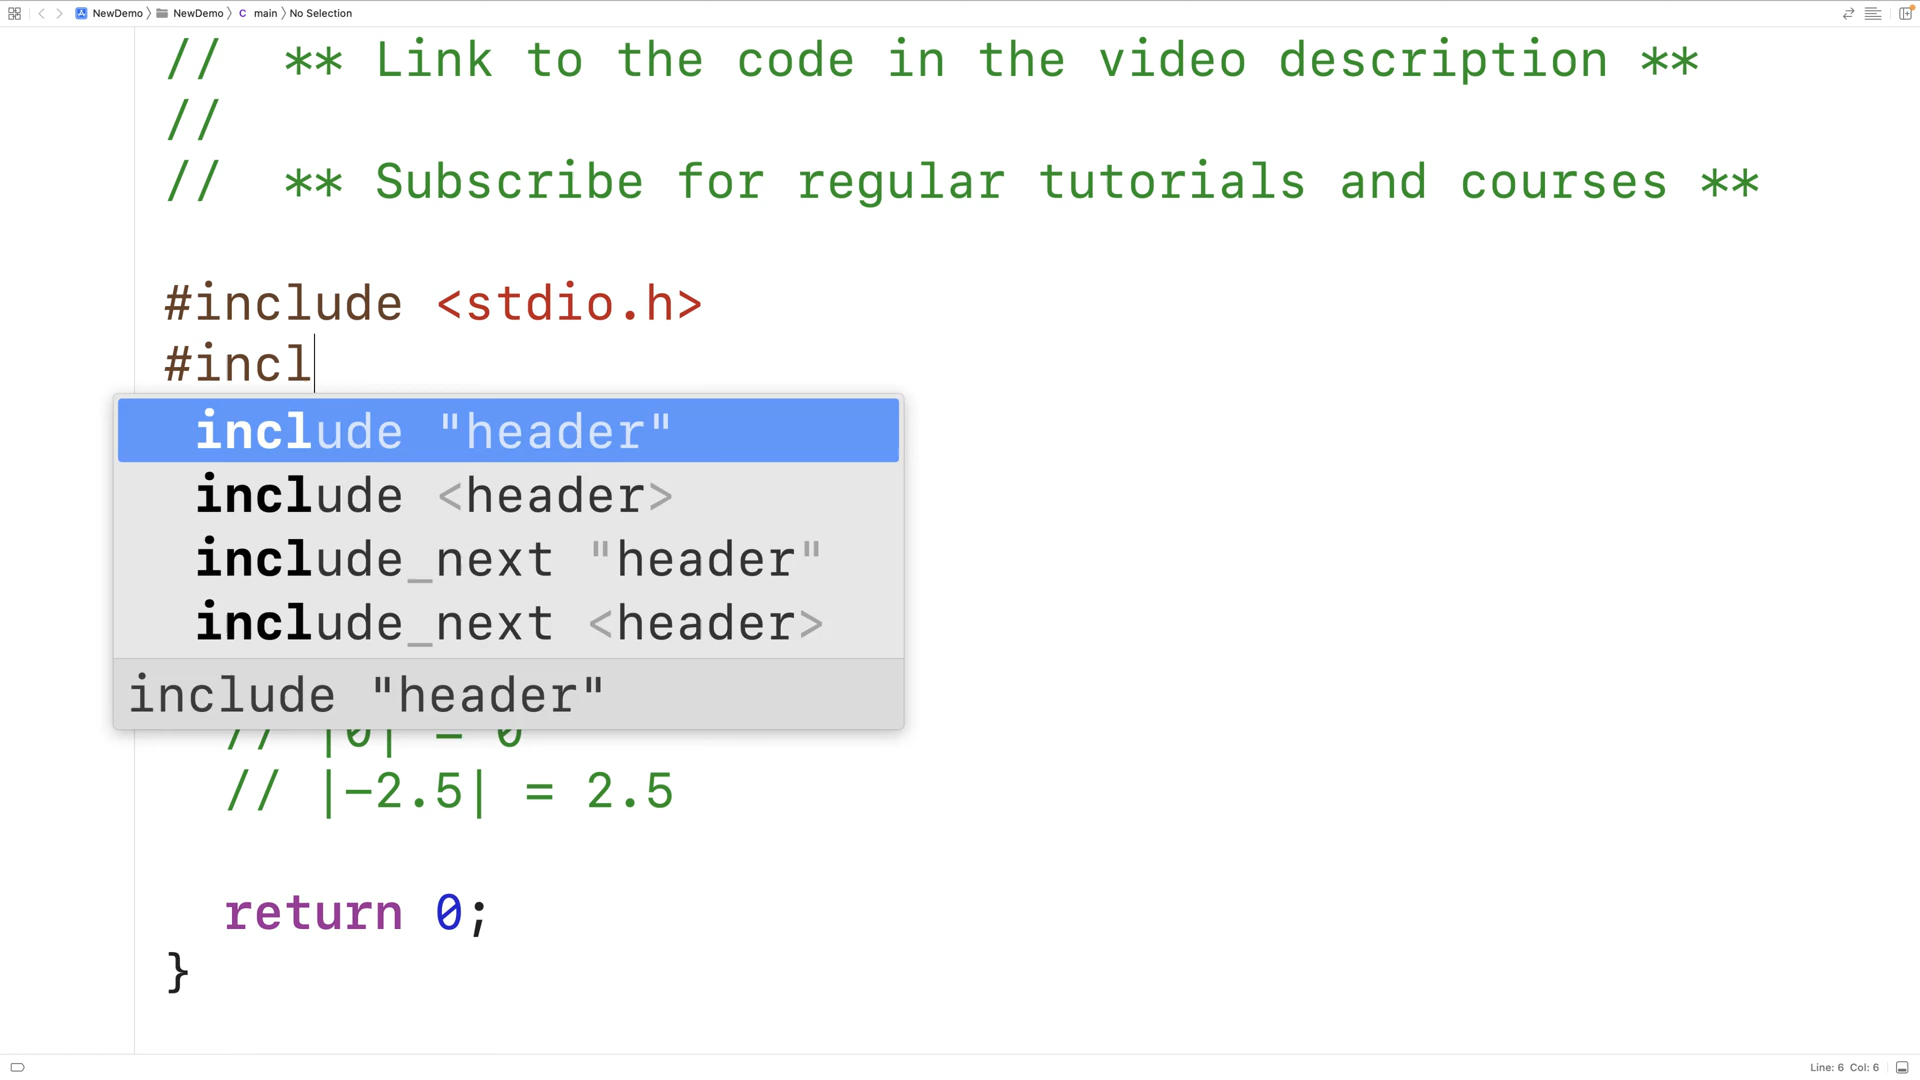 NewDemo 〉 NewDemo 〉 C main 〉 No Selection
//  ** Link to the code in the video description **
//
//  ** Subscribe for regular tutorials and courses **
#include <stdio.h>
#incl
include "header"
include <header>
include_next "header"
include_next <header>
include "header"
// |0| = 0
// |-2.5| = 2.5
return 0;
}
Line: 6 Col: 6